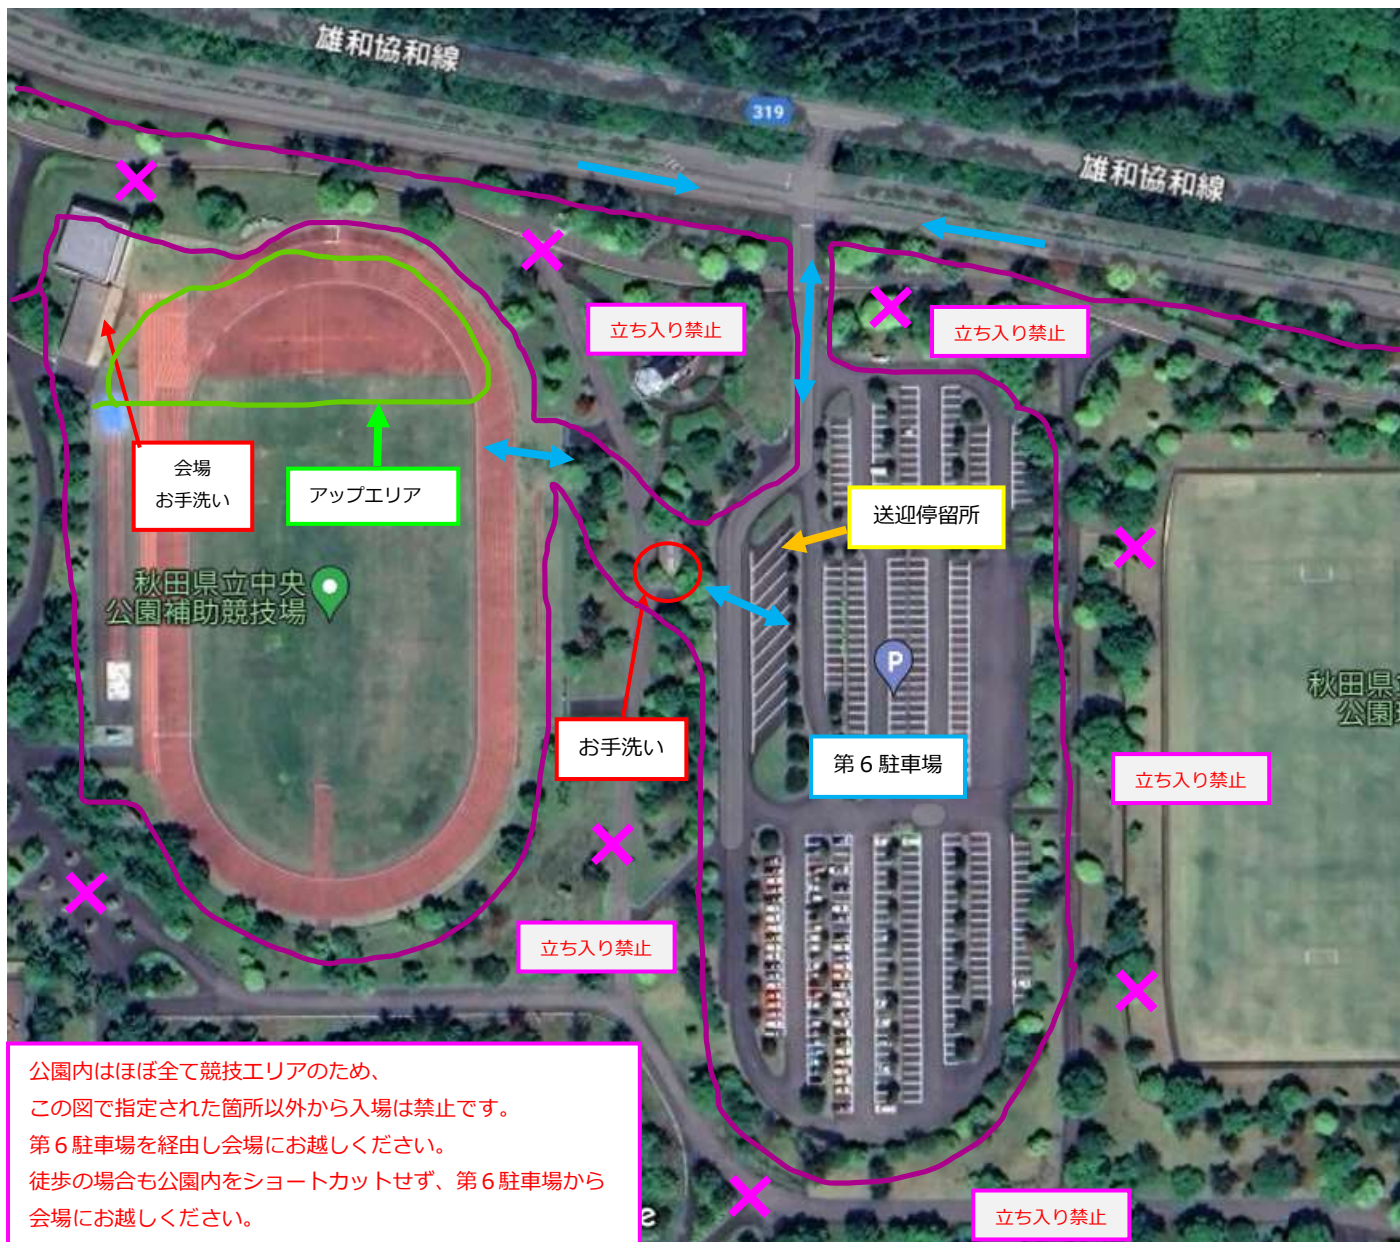 雄和協和線
319
雄和協和線
立ち入り禁止
立ち入り禁止
会場
お手洗い
アップエリア
送迎停留所
秋田県立中央
公園補助競技場
P
お手洗い
第6駐車場
秋田県立
公園
立ち入り禁止
立ち入り禁止
公園内はほぼ全て競技エリアのため、
この図で指定された箇所以外から入場は禁止です。
第6駐車場を経由し会場にお越しください。
徒歩の場合も公園内をショートカットせず、第6駐車場から
会場にお越しください。
e
立ち入り禁止